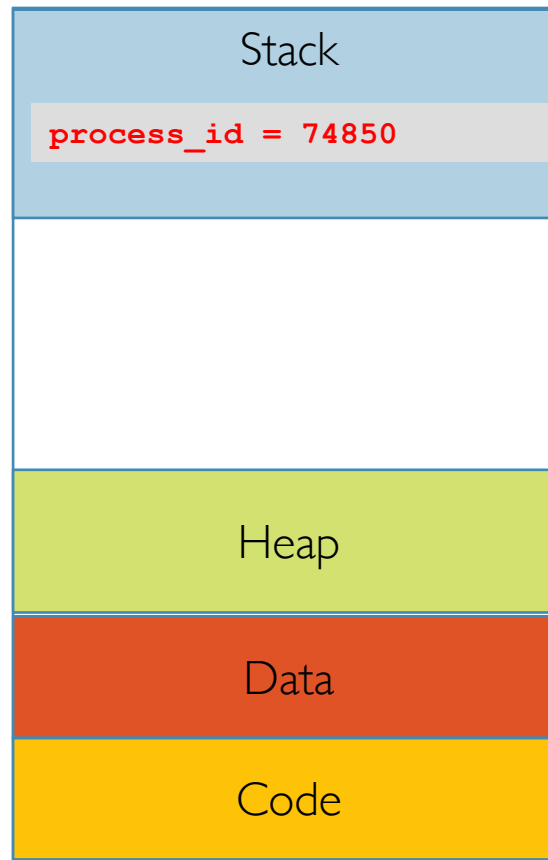 Stack
process_id = 74850
Heap
Data
Code